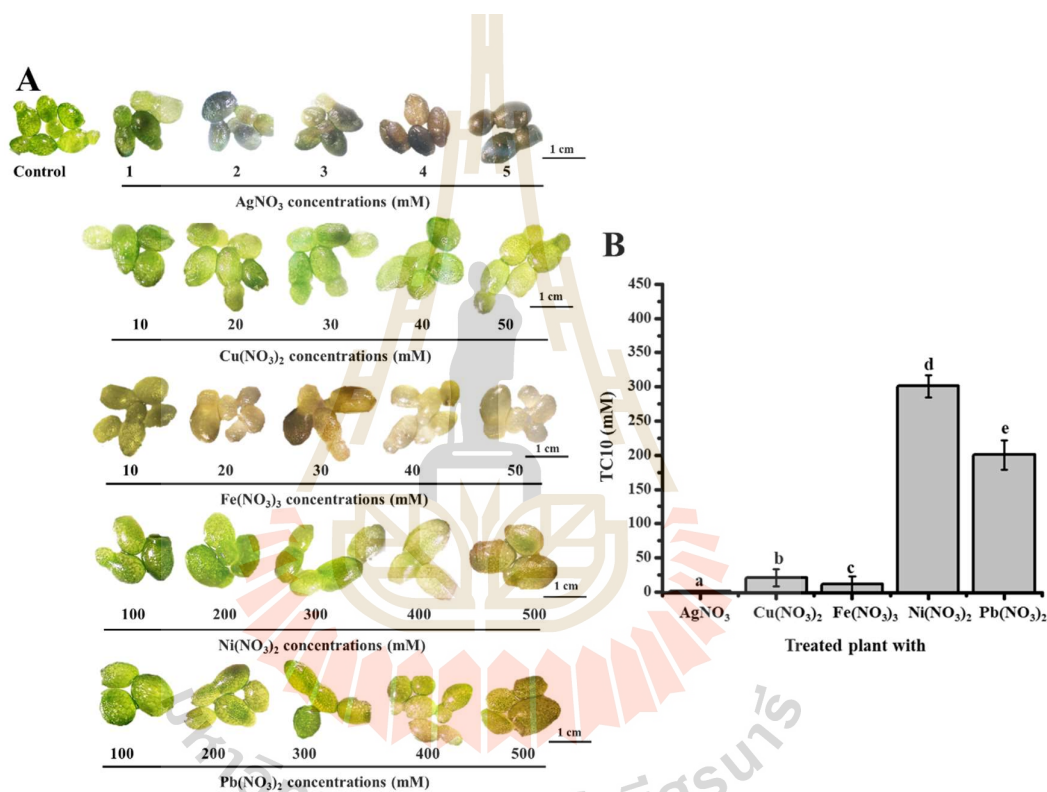 A
Control
1 2 3 4 5
1 cm
AgNO₃ concentrations (mM)
10 20 30 40 50
1 cm
Cu(NO₃)₂ concentrations (mM)
10 20 30 40 50
1 cm
Fe(NO₃)₃ concentrations (mM)
100 200 300 400 500
1 cm
Ni(NO₃)₂ concentrations (mM)
100 200 300 400 500
1 cm
Pb(NO₃)₂ concentrations (mM)
B
TC10 (mM)
450
400
350
300
250
200
150
100
50
0
a
b
c
d
e
AgNO₃ Cu(NO₃)₂ Fe(NO₃)₃ Ni(NO₃)₂ Pb(NO₃)₂
Treated plant with